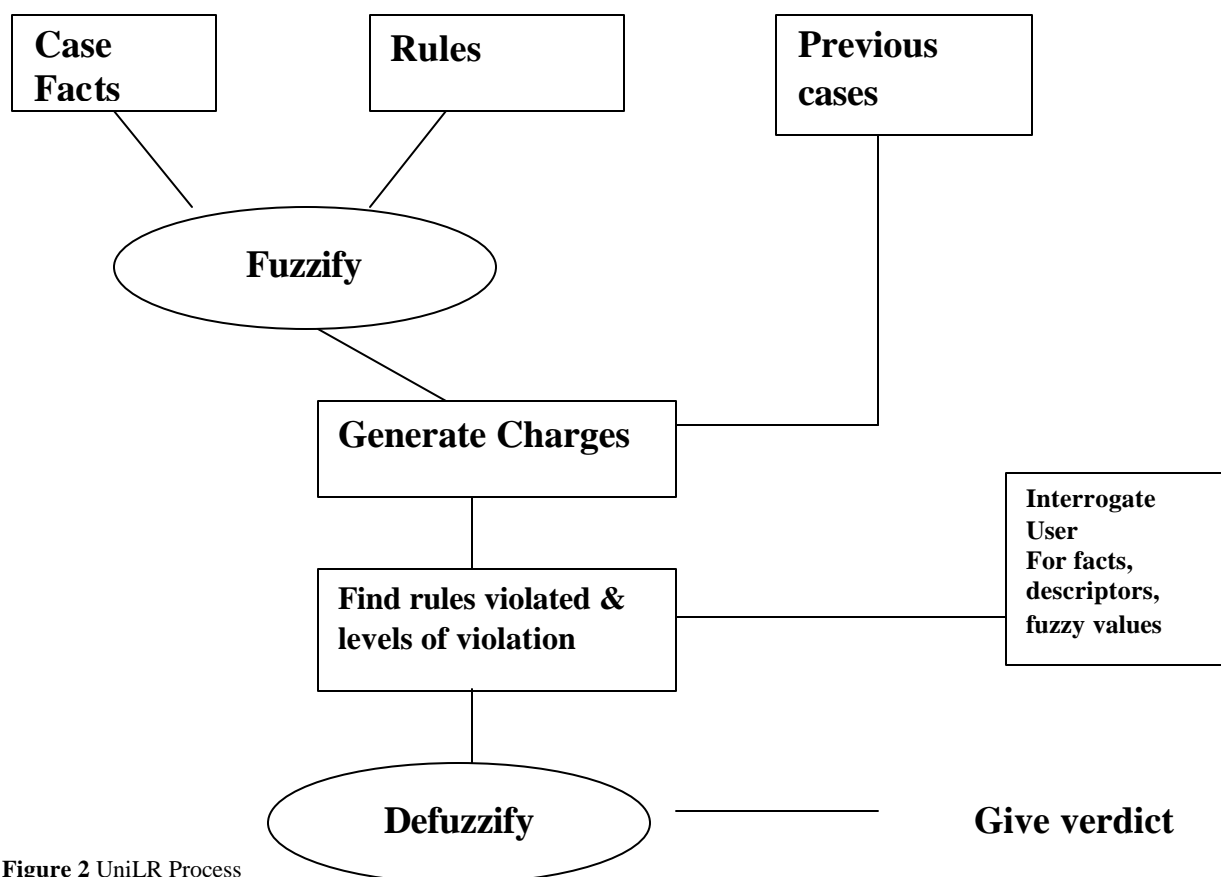 Case
Facts
Rules
Previous
cases
Fuzzify
Generate Charges
Interrogate
User
For facts,
descriptors,
fuzzy values
Find rules violated &
levels of violation
Defuzzify
Give verdict
Figure 2 UniLR Process